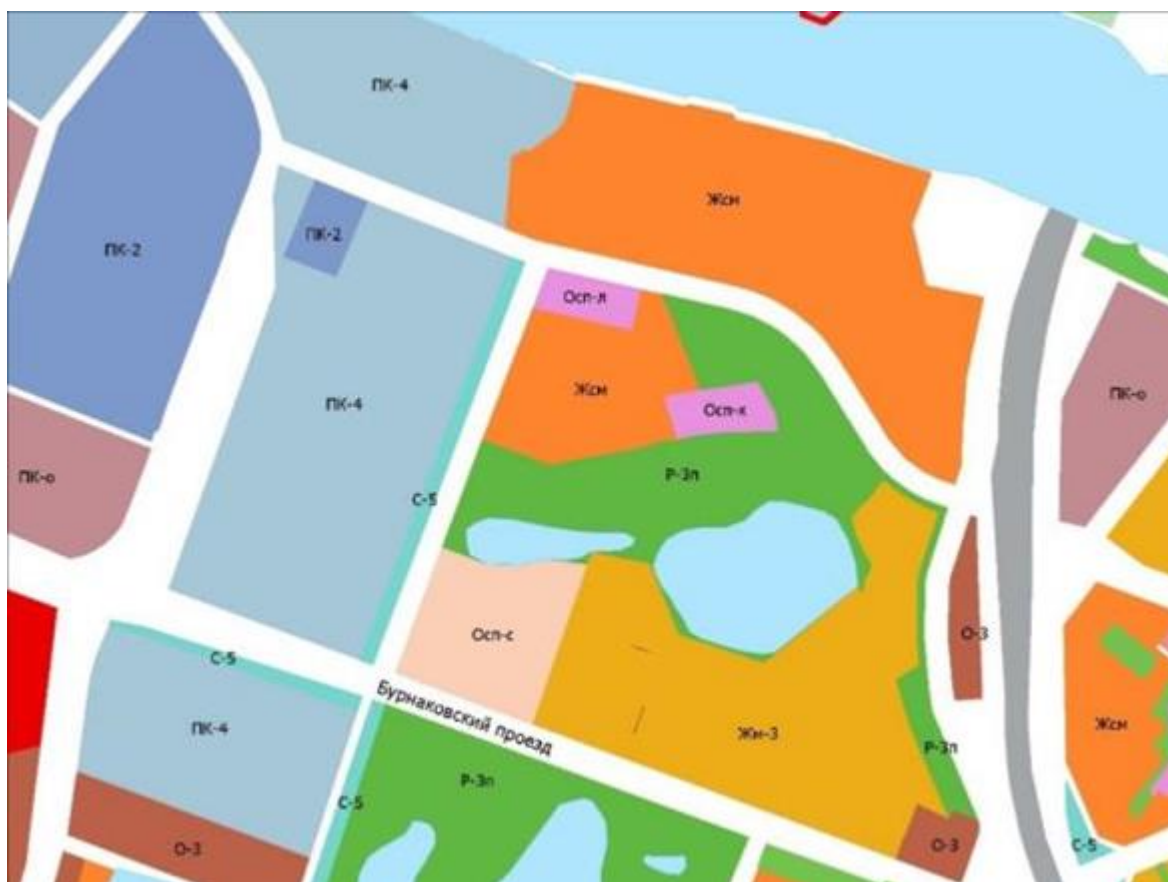 ПК-4
Жсм
ПК-2
ПК-2
Осп-л
Жсм
ПК-о
ПК-4
Осп-к
ПК-о
Р-3п
С-5
Осп-с
О-3
С-5
Бурнаковский проезд
ПК-4
Жи-3
Жсм
Р-3п
Р-3п
С-5
О-3
О-3
С-5